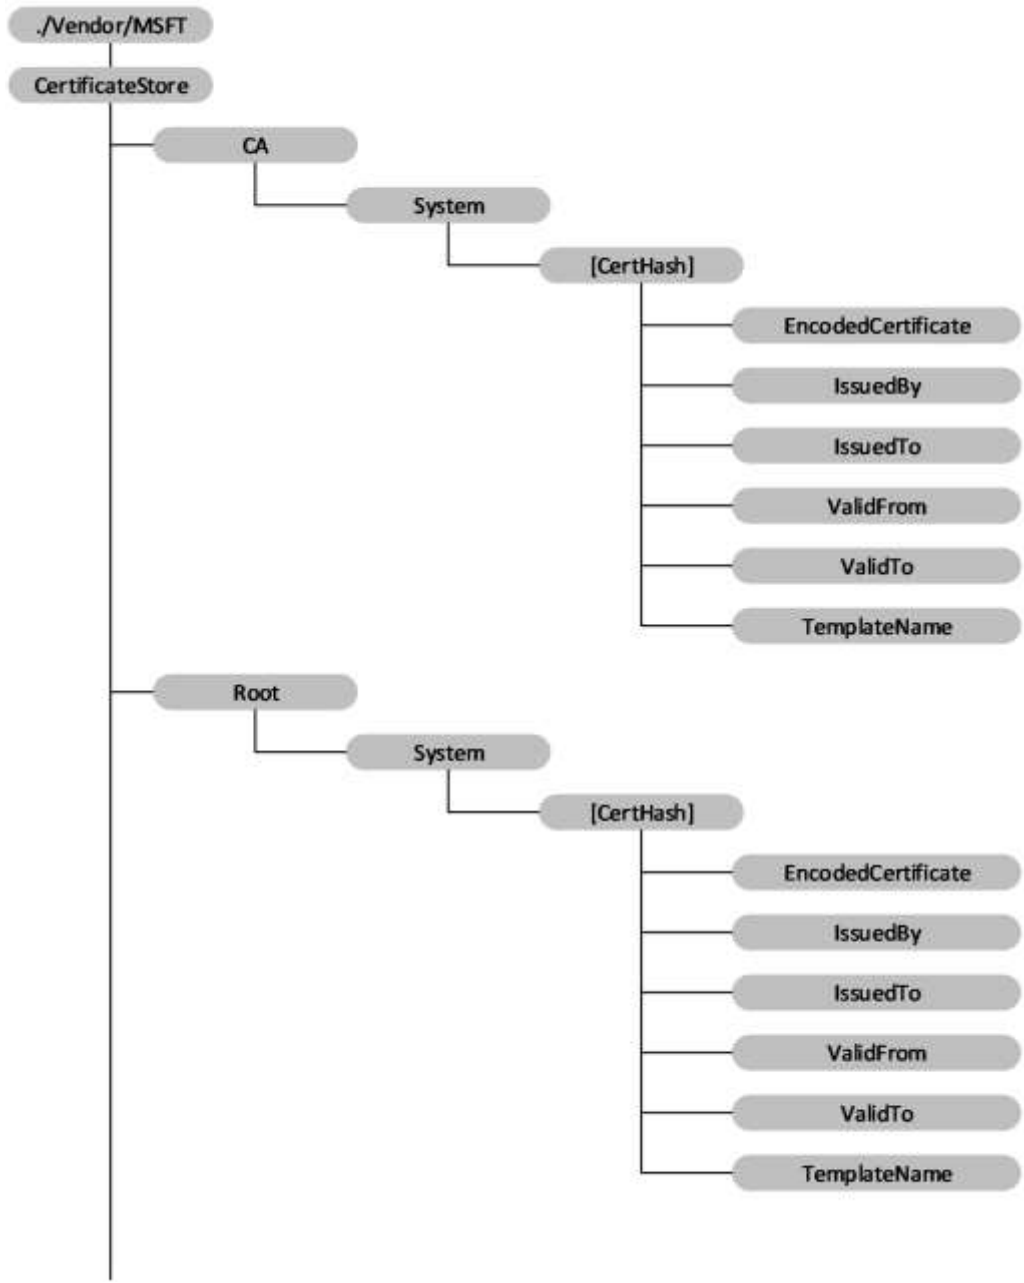 ./Vendor/MSFT
CertificateStore
CA
System
[CertHash]
EncodedCertificate
IssuedBy
IssuedTo
ValidFrom
ValidTo
TemplateName
Root
System
[CertHash]
EncodedCertificate
IssuedBy
IssuedTo
ValidFrom
ValidTo
TemplateName